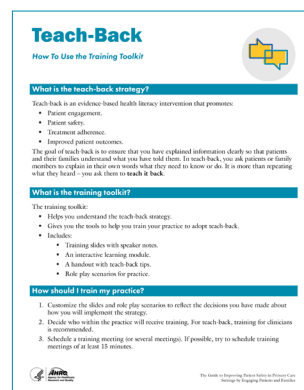 Teach-Back
How To Use the Training Toolkit
What is the teach-back strategy?
Teach-back is an evidence-based health literacy intervention that promotes:
▪ Patient engagement.
▪ Patient safety.
▪ Treatment adherence.
▪ Improved patient outcomes.
The goal of teach-back is to ensure that you have explained information clearly so that patients
and their families understand what you have told them. In teach-back, you ask patients or family
members to explain in their own words what they need to know or do. It is more than repeating
what they heard – you ask them to teach it back.
What is the training toolkit?
The training toolkit:
▪ Helps you understand the teach-back strategy.
▪ Gives you the tools to help you train your practice to adopt teach-back.
▪ Includes:
▪ Training slides with speaker notes.
▪ An interactive learning module.
▪ A handout with teach-back tips.
▪ Role play scenarios for practice.
How should I train my practice?
1. Customize the slides and role play scenarios to reflect the decisions you have made about
how you will implement the strategy.
2. Decide who within the practice will receive training. For teach-back, training for clinicians
is recommended.
3. Schedule a training meeting (or several meetings). If possible, try to schedule training
meetings of at least 15 minutes.
AHRQ
Agency for Healthcare
Research and Quality
The Guide to Improving Patient Safety in Primary Care
Settings by Engaging Patients and Families